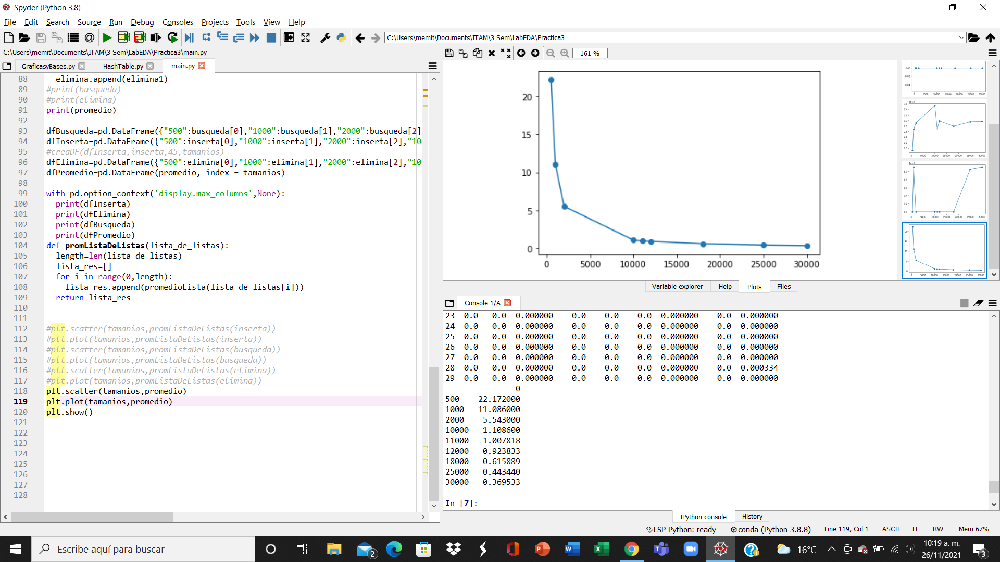 Spyder (Python 3.8)
File Edit Search Source Run Debug Consoles Projects Tools View Help
C:\Users\memit\Documents\ITAM\3 Sem\LabEDA\Practica3
C:\Users\memit\Documents\ITAM\3 Sem\LabEDA\Practica3\main.py
GraficasyBases.py HashTable.py main.py
88 elimina.append(elimina1)
89 #print(busqueda)
90 #print(elimina)
91 print(promedio)
92
93 dfBusqueda=pd.DataFrame({"500":busqueda[0],"1000":busqueda[1],"2000":busqueda[2]
94 dfInserta=pd.DataFrame({"500":inserta[0],"1000":inserta[1],"2000":inserta[2],"10
95 #creaDF(dfInserta,inserta,45,tamanios)
96 dfElimina=pd.DataFrame({"500":elimina[0],"1000":elimina[1],"2000":elimina[2],"10
97 dfPromedio=pd.DataFrame(promedio, index = tamanios)
98
99 with pd.option_context('display.max_columns',None):
100 print(dfInserta)
101 print(dfElimina)
102 print(dfBusqueda)
103 print(dfPromedio)
104 def promListaDeListas(lista_de_listas):
105 length=len(lista_de_listas)
106 lista_res=[]
107 for i in range(0,length):
108 lista_res.append(promedioLista(lista_de_listas[i]))
109 return lista_res
110
111
112 #plt.scatter(tamanios,promListaDeListas(inserta))
113 #plt.plot(tamanios,promListaDeListas(inserta))
114 #plt.scatter(tamanios,promListaDeListas(busqueda))
115 #plt.plot(tamanios,promListaDeListas(busqueda))
116 #plt.scatter(tamanios,promListaDeListas(elimina))
117 #plt.plot(tamanios,promListaDeListas(elimina))
118 plt.scatter(tamanios,promedio)
119 plt.plot(tamanios,promedio)
120 plt.show()
121
122
123
124
125
126
127
128
161 %
20
15
10
5
0
0 5000 10000 15000 20000 25000 30000
Variable explorer Help Plots Files
Console 1/A
23 0.0 0.0 0.000000 0.0 0.0 0.0 0.000000 0.0 0.000000
24 0.0 0.0 0.000000 0.0 0.0 0.0 0.000000 0.0 0.000000
25 0.0 0.0 0.000000 0.0 0.0 0.0 0.000000 0.0 0.000000
26 0.0 0.0 0.000000 0.0 0.0 0.0 0.000000 0.0 0.000000
27 0.0 0.0 0.000000 0.0 0.0 0.0 0.000000 0.0 0.000000
28 0.0 0.0 0.000000 0.0 0.0 0.0 0.000000 0.0 0.000334
29 0.0 0.0 0.000000 0.0 0.0 0.0 0.000000 0.0 0.000000
0
500 22.172000
1000 11.086000
2000 5.543000
10000 1.108600
11000 1.007818
12000 0.923833
18000 0.615889
25000 0.443440
30000 0.369533
In [7]:
IPython console History
LSP Python: ready conda (Python 3.8.8) Line 119, Col 1 ASCII LF RW Mem 67%
Escribe aquí para buscar
2
16°C
10:19 a. m.
26/11/2021
3